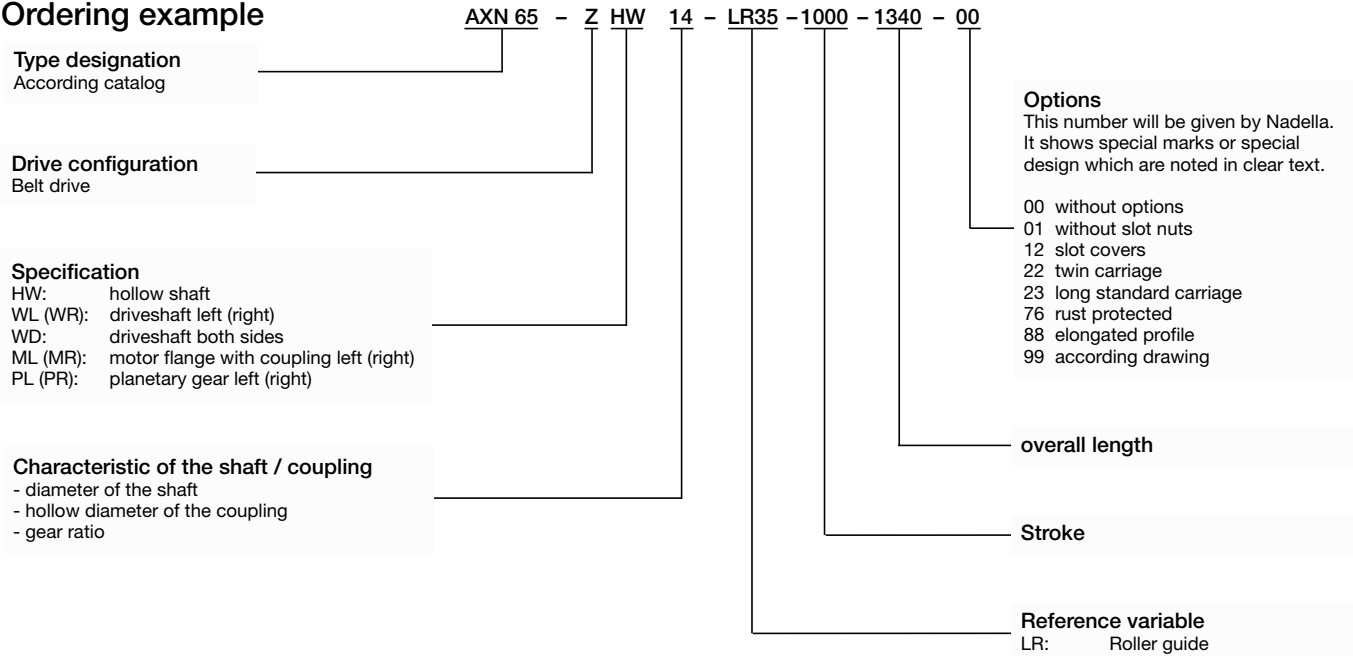 Ordering example
AXN 65 – Z HW 14 – LR35 – 1000 – 1340 – 00
Type designation
According catalog
Drive configuration
Belt drive
Specification
HW: hollow shaft
WL (WR): driveshaft left (right)
WD: driveshaft both sides
ML (MR): motor flange with coupling left (right)
PL (PR): planetary gear left (right)
Characteristic of the shaft / coupling
- diameter of the shaft
- hollow diameter of the coupling
- gear ratio
Options
This number will be given by Nadella.
It shows special marks or special
design which are noted in clear text.
00 without options
01 without slot nuts
12 slot covers
22 twin carriage
23 long standard carriage
76 rust protected
88 elongated profile
99 according drawing
overall length
Stroke
Reference variable
LR: Roller guide